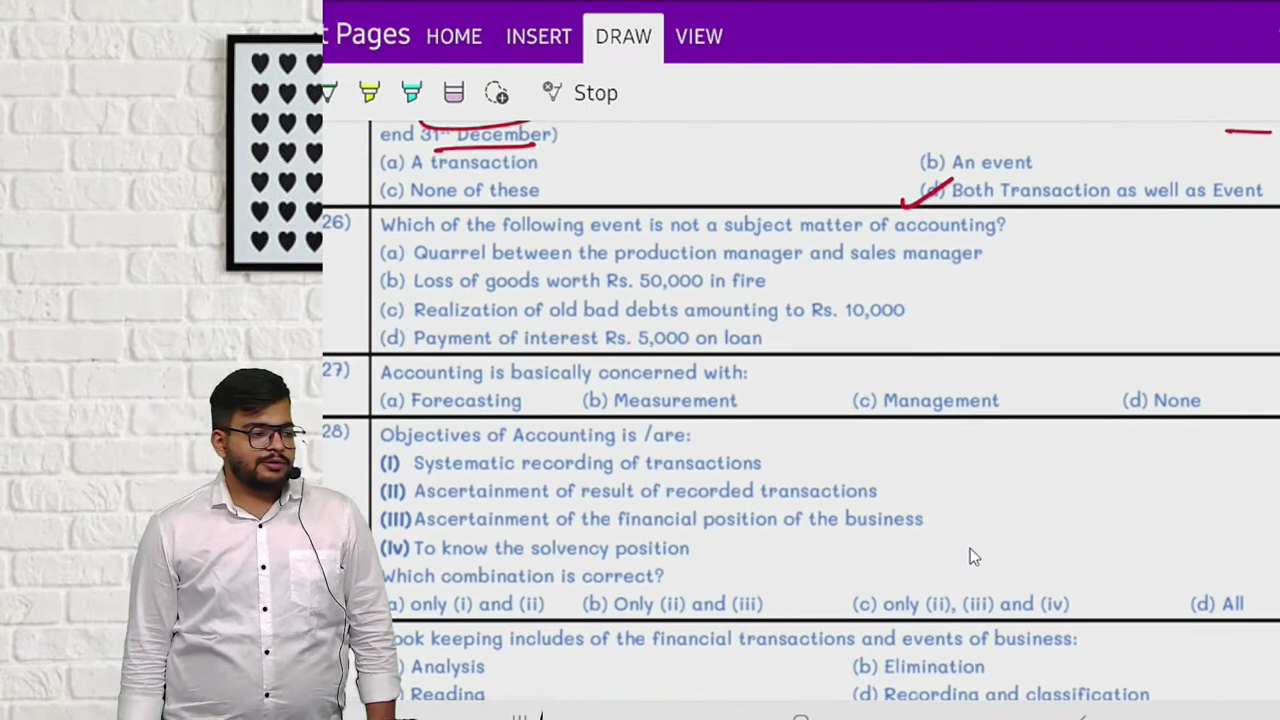 t Pages HOME INSERT DRAW VIEW
Stop
end 31st December)
(a) A transaction (b) An event
(c) None of these (d) Both Transaction as well as Event
26) Which of the following event is not a subject matter of accounting?
(a) Quarrel between the production manager and sales manager
(b) Loss of goods worth Rs. 50,000 in fire
(c) Realization of old bad debts amounting to Rs. 10,000
(d) Payment of interest Rs. 5,000 on loan
27) Accounting is basically concerned with:
(a) Forecasting (b) Measurement (c) Management (d) None
28) Objectives of Accounting is /are:
(I) Systematic recording of transactions
(II) Ascertainment of result of recorded transactions
(III) Ascertainment of the financial position of the business
(Iv) To know the solvency position
Which combination is correct?
a) only (i) and (ii) (b) Only (ii) and (iii) (c) only (ii), (iii) and (iv) (d) All
ook keeping includes of the financial transactions and events of business:
) Analysis (b) Elimination
) Reading (d) Recording and classification